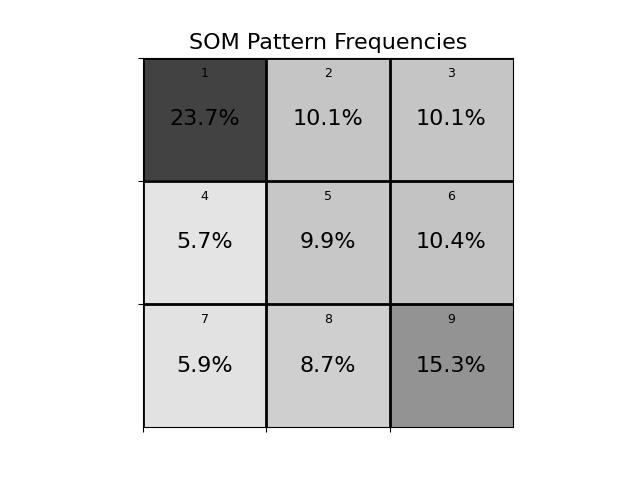 SOM Pattern Frequencies
1 2 3
23.7% 10.1% 10.1%
4 5 6
5.7% 9.9% 10.4%
7 8 9
5.9% 8.7% 15.3%